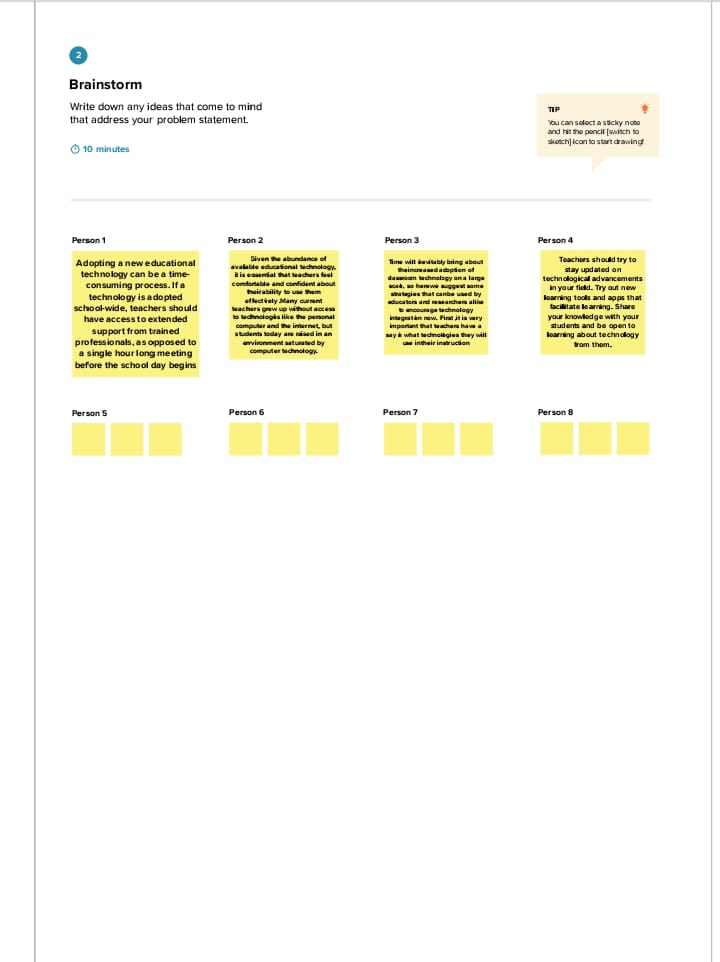 2
Brainstorm
Write down any ideas that come to mind
that address your problem statement.
10 minutes
TIP
You can select a sticky note
and hit the pencil [switch to
sketch] icon to start drawing!
Person 1
Adopting a new educational
technology can be a time-
consuming process. If a
technology is adopted
school-wide, teachers should
have access to extended
support from trained
professionals, as opposed to
a single hour long meeting
before the school day begins
Person 2
Given the abundance of
available educational technology,
it is essential that teachers feel
comfortable and confident about
their ability to use them
effectively .Many current
teachers grew up without access
to technologies like the personal
computer and the internet, but
students today are raised in an
environment saturated by
computer technology.
Person 3
Time will inevitably bring about
the increased adoption of
classroom technology on a large
scale, so here we suggest some
strategies that can be used by
educators and researchers alike
to encourage technology
integration now. First ,it is very
important that teachers have a
say in what technologies they will
use in their instruction
Person 4
Teachers should try to
stay updated on
technological advancements
in your field. Try out new
learning tools and apps that
facilitate learning. Share
your knowledge with your
students and be open to
learning about technology
from them.
Person 5
Person 6
Person 7
Person 8